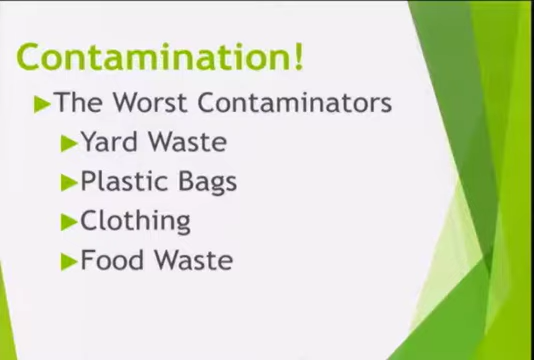 Contamination!
The Worst Contaminators
Yard Waste
Plastic Bags
Clothing
Food Waste